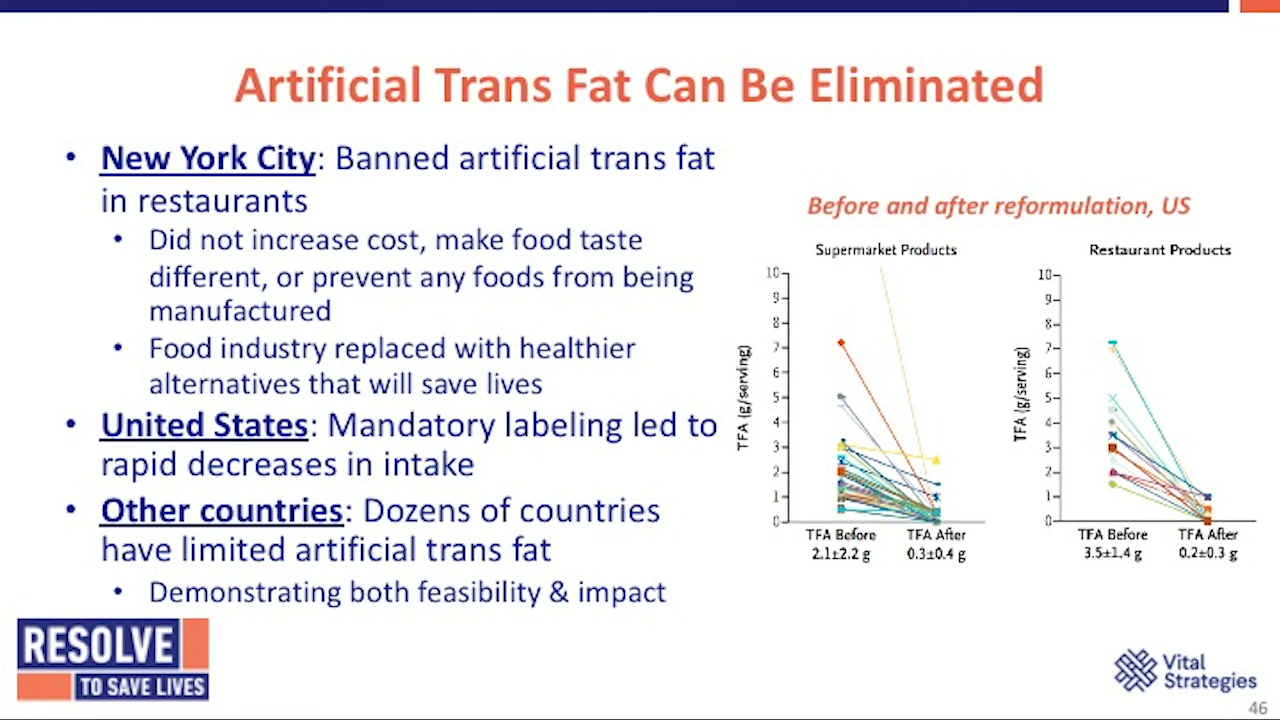 Artificial Trans Fat Can Be Eliminated
• New York City: Banned artificial trans fat
in restaurants
• Did not increase cost, make food taste
different, or prevent any foods from being
manufactured
• Food industry replaced with healthier
alternatives that will save lives
• United States: Mandatory labeling led to
rapid decreases in intake
• Other countries: Dozens of countries
have limited artificial trans fat
• Demonstrating both feasibility & impact
Before and after reformulation, US
Supermarket Products
TFA (g/serving)
10
9
8
7
6
5
4
3
2
1
0
TFA Before
2.1±2.2 g
TFA After
0.3±0.4 g
Restaurant Products
TFA (g/serving)
10
9
8
7
6
5
4
3
2
1
0
TFA Before
3.5±1.4 g
TFA After
0.2±0.3 g
RESOLVE
TO SAVE LIVES
Vital
Strategies
46